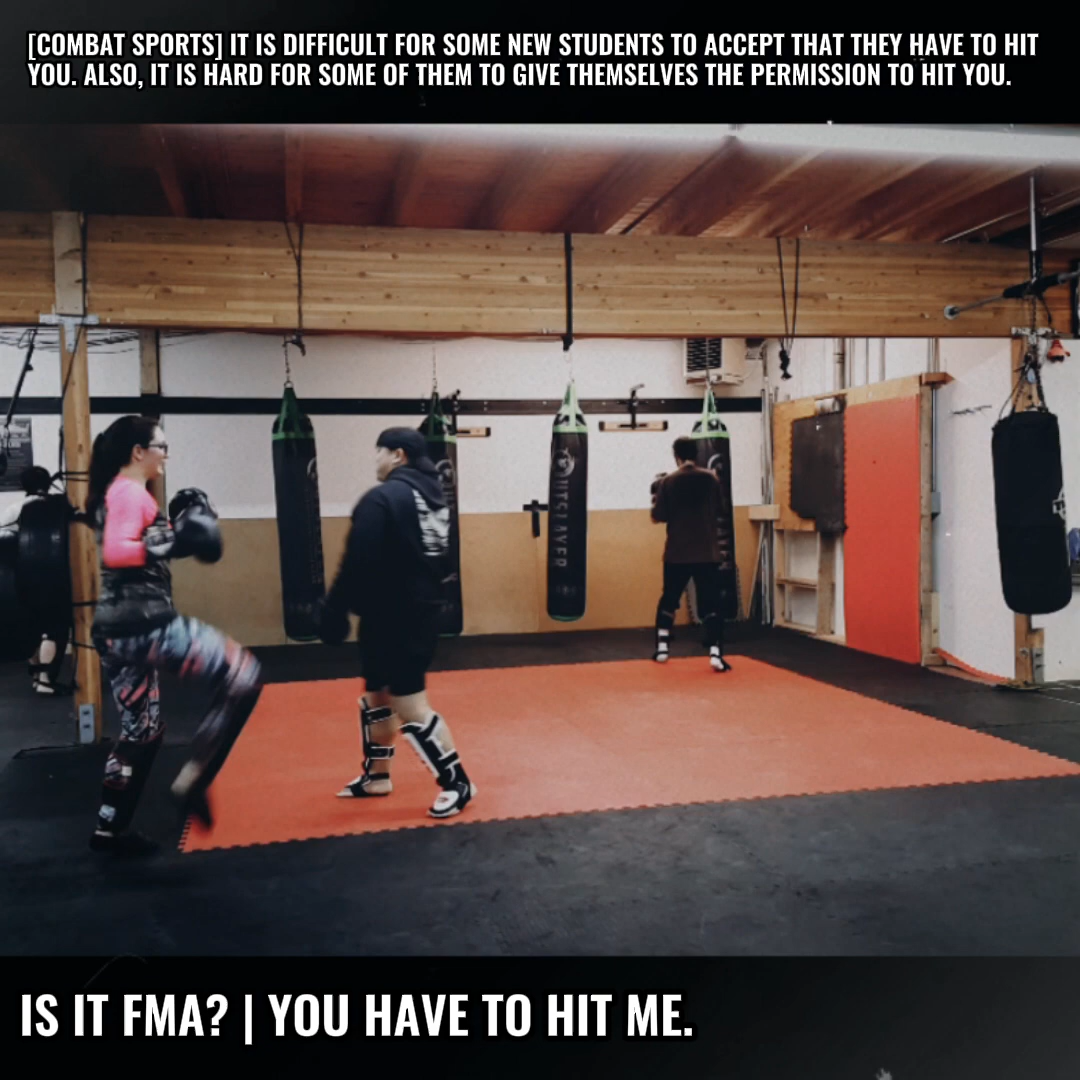 [COMBAT SPORTS] IT IS DIFFICULT FOR SOME NEW STUDENTS TO ACCEPT THAT THEY HAVE TO HIT
YOU. ALSO, IT IS HARD FOR SOME OF THEM TO GIVE THEMSELVES THE PERMISSION TO HIT YOU.
OUTSLAYER
IS IT FMA? | YOU HAVE TO HIT ME.